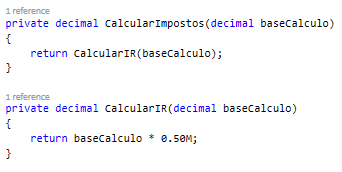 1 reference
private decimal CalcularImpostos(decimal baseCalculo)
{
    return CalcularIR(baseCalculo);
}
1 reference
private decimal CalcularIR(decimal baseCalculo)
{
    return baseCalculo * 0.50M;
}